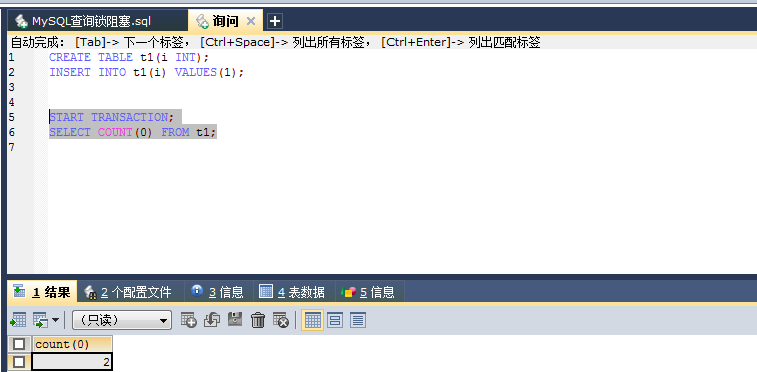 MySQL查询锁阻塞.sql 询问
自动完成： [Tab]-> 下一个标签， [Ctrl+Space]-> 列出所有标签， [Ctrl+Enter]-> 列出匹配标签
1 CREATE TABLE t1(i INT);
2 INSERT INTO t1(i) VALUES(1);
3
4
5 START TRANSACTION;
6 SELECT COUNT(0) FROM t1;
7
1 结果 2 个配置文件 3 信息 4 表数据 5 信息
（只读）
count(0)
2